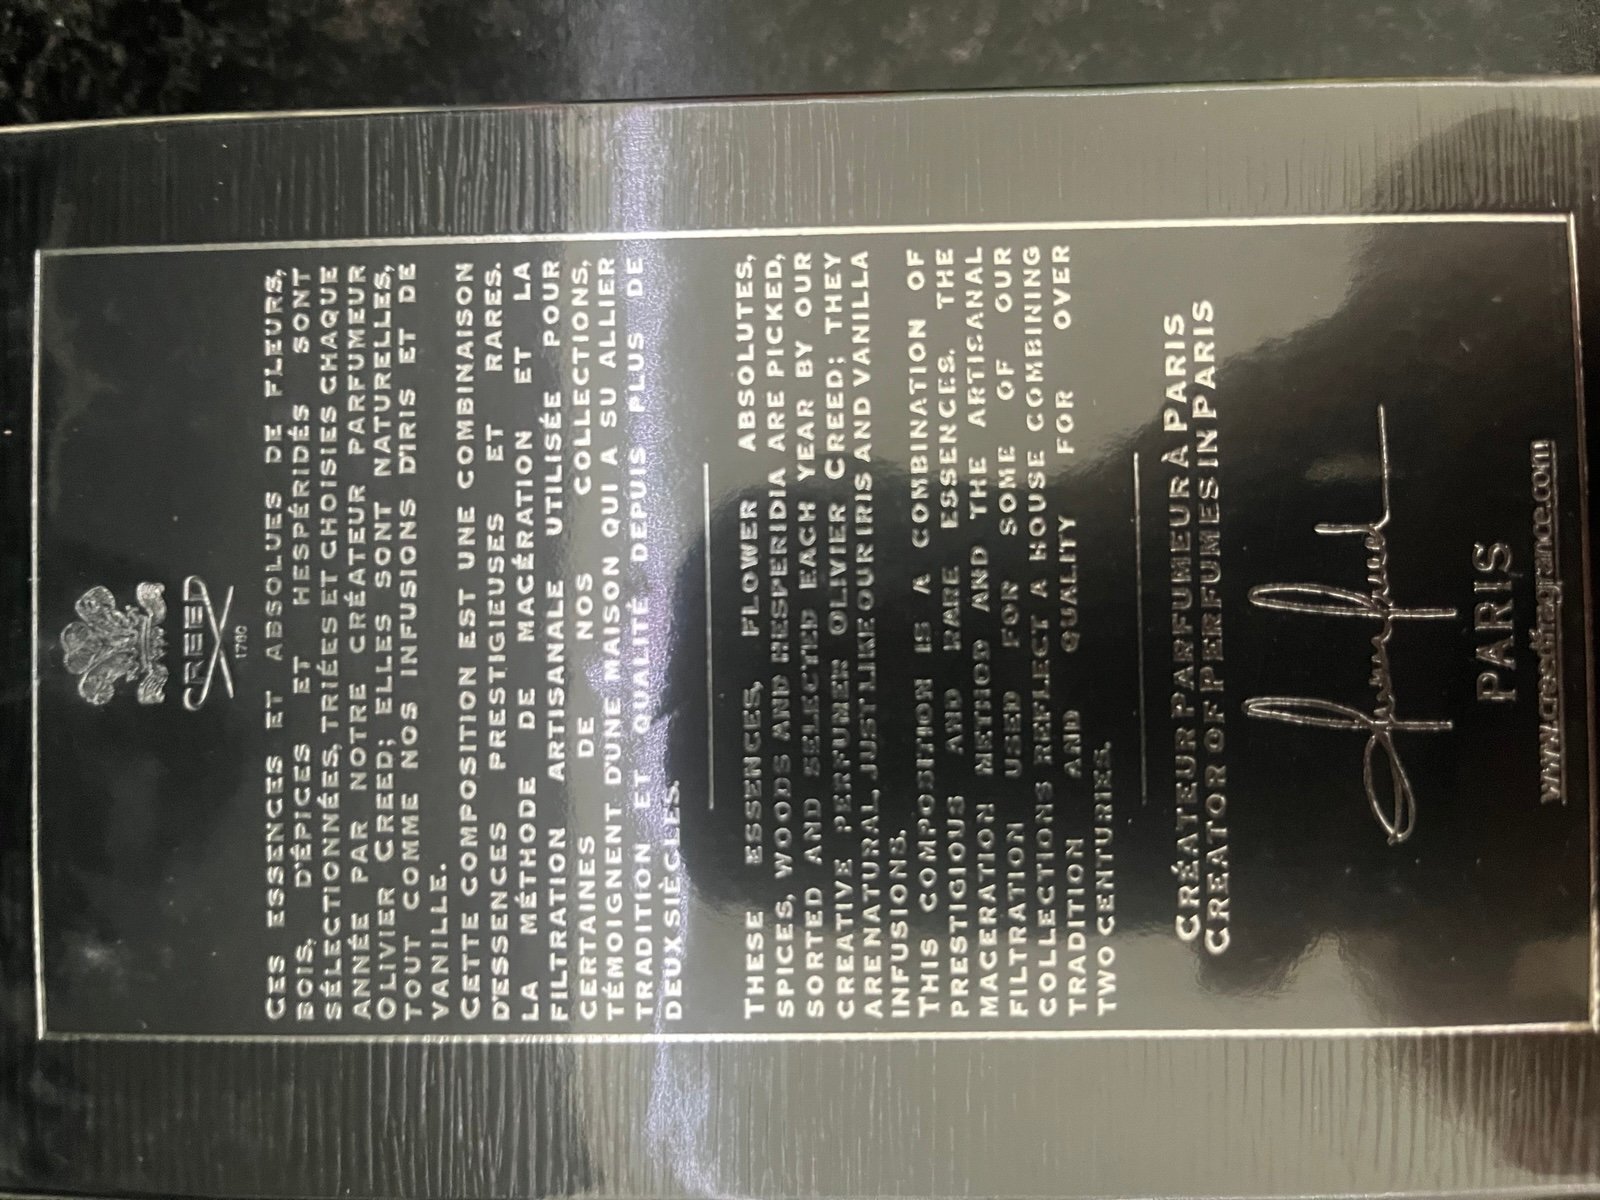 CREED
1760
CES ESSENCES ET ABSOLUES DE FLEURS,
BOIS, D'ÉPICES ET HESPÉRIDÉS SONT
SÉLECTIONNÉES, TRIÉES ET CHOISIES CHAQUE
ANNÉE PAR NOTRE CRÉATEUR PARFUMEUR
OLIVIER CREED; ELLES SONT NATURELLES,
TOUT COMME NOS INFUSIONS D'IRIS ET DE
VANILLE.
CETTE COMPOSITION EST UNE COMBINAISON
D'ESSENCES PRESTIGIEUSES ET RARES.
LA MÉTHODE DE MACÉRATION ET LA
FILTRATION ARTISANALE UTILISÉE POUR
CERTAINES DE NOS COLLECTIONS,
TÉMOIGNENT D'UNE MAISON QUI A SU ALLIER
TRADITION ET QUALITÉ DEPUIS PLUS DE
DEUX SIÈCLES.
THESE ESSENCES, FLOWER ABSOLUTES,
SPICES, WOODS AND HESPERIDIA ARE PICKED,
SORTED AND SELECTED EACH YEAR BY OUR
CREATIVE PERFUMER OLIVIER CREED; THEY
ARE NATURAL, JUST LIKE OUR IRIS AND VANILLA
INFUSIONS.
THIS COMPOSITION IS A COMBINATION OF
PRESTIGIOUS AND RARE ESSENCES. THE
MACERATION METHOD AND THE ARTISANAL
FILTRATION USED FOR SOME OF OUR
COLLECTIONS REFLECT A HOUSE COMBINING
TRADITION AND QUALITY FOR OVER
TWO CENTURIES.
CRÉATEUR PARFUMEUR À PARIS
CREATOR OF PERFUMES IN PARIS
PARIS
www.creedfragrance.com